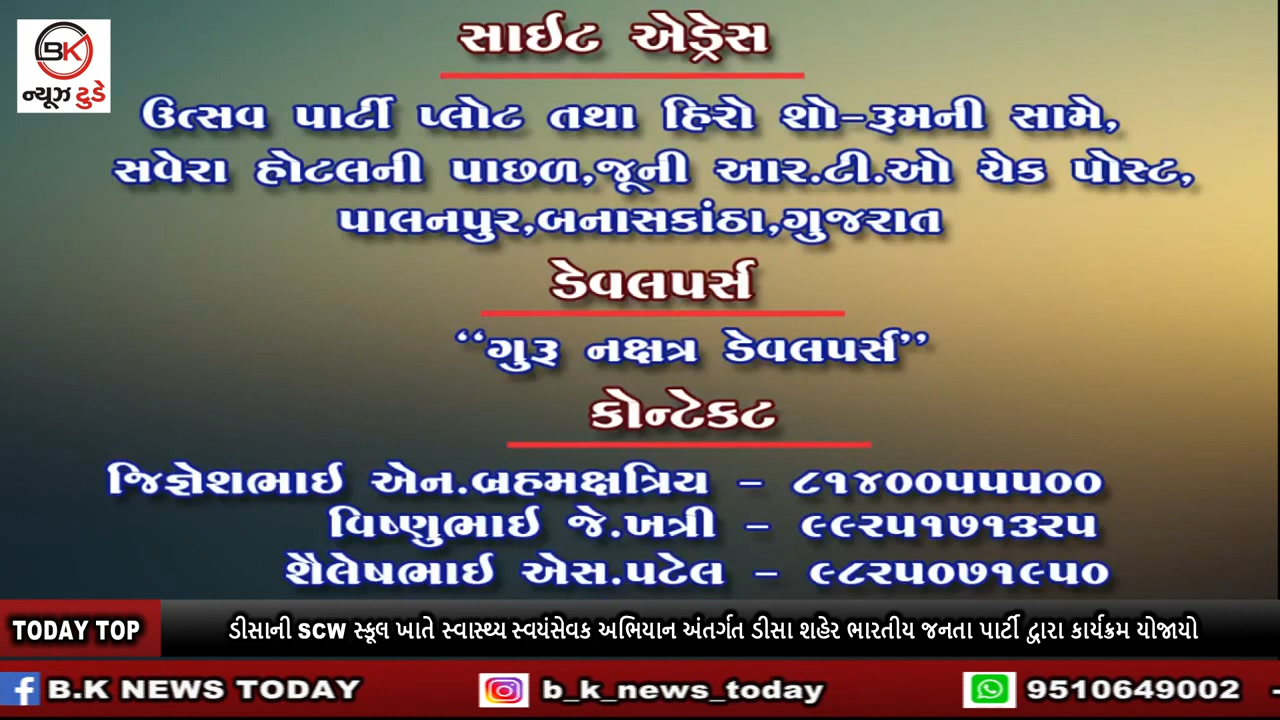 BK
ન્યૂઝ ટુડે
સાઈટ એડ્રેસ
ઉત્સવ પાર્ટી પ્લોટ તથા હિરો શો-રૂમની સામે,
સવેરા હોટલની પાછળ,જૂની આર.ટી.ઓ ચેક પોસ્ટ,
પાલનપુર,બનાસકાંઠા,ગુજરાત
ડેવલપર્સ
“ગુરૂ નક્ષત્ર ડેવલપર્સ”
કોન્ટેકટ
જિજ્ઞેશભાઇ એન.બ્રહમક્ષત્રિય - ૮૧૪૦૦૫૫૫૦૦
વિષ્ણુભાઇ જે.ખત્રી - ૯૯૨૫૧૭૧૩૨૫
શૈલેષભાઇ એસ.પટેલ - ૯૮૨૫૦૭૧૯૫૦
TODAY TOP ડીસાની SCW સ્કૂલ ખાતે સ્વાસ્થ્ય સ્વયંસેવક અભિયાન અંતર્ગત ડીસા શહેર ભારતીય જનતા પાર્ટી દ્વારા કાર્યક્રમ યોજાયો
B.K NEWS TODAY b_k_news_today 9510649002 -